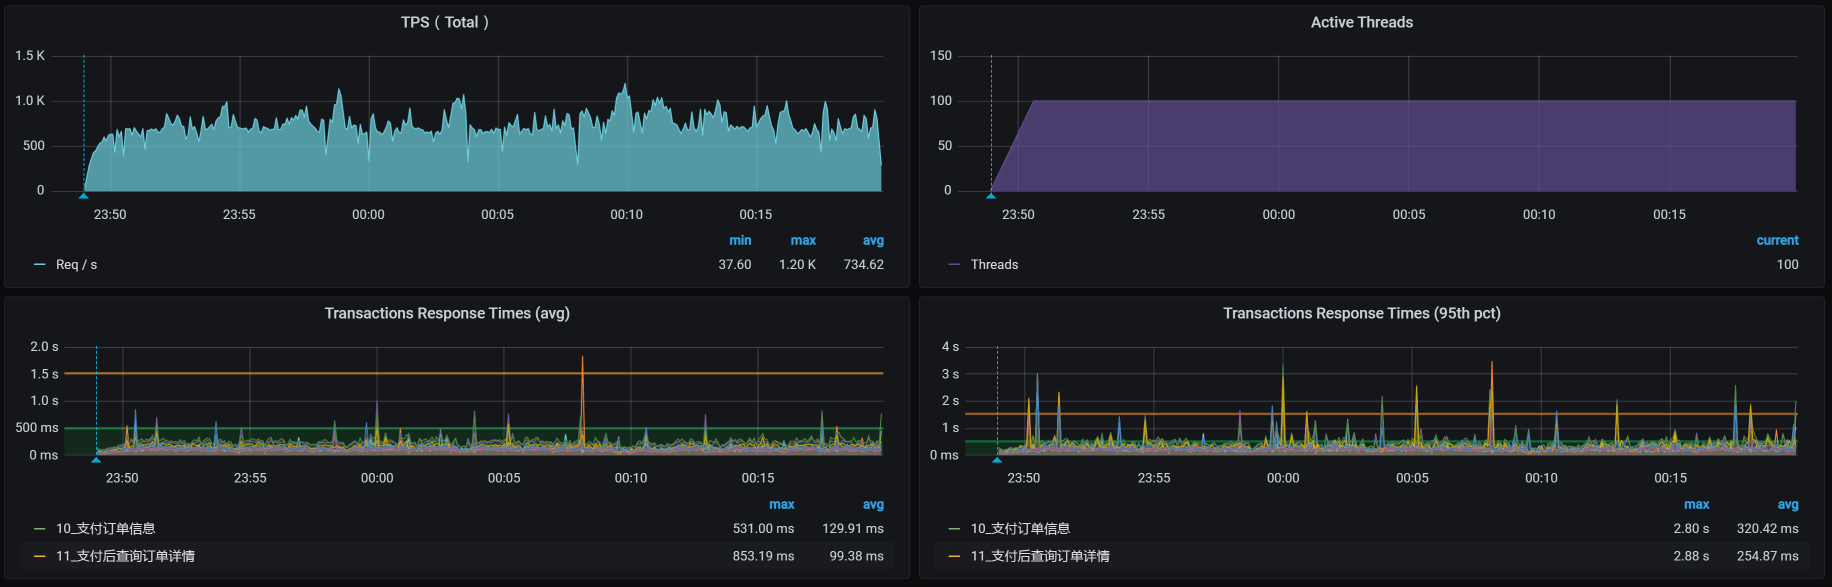 TPS ( Total )
1.5 K
1.0 K
500
0
23:50 23:55 00:00 00:05 00:10 00:15
min max avg
Req / s 37.60 1.20 K 734.62
Active Threads
150
100
50
0
23:50 23:55 00:00 00:05 00:10 00:15
current
Threads 100
Transactions Response Times (avg)
2.0 s
1.5 s
1.0 s
500 ms
0 ms
23:50 23:55 00:00 00:05 00:10 00:15
max avg
10_支付订单信息 531.00 ms 129.91 ms
11_支付后查询订单详情 853.19 ms 99.38 ms
Transactions Response Times (95th pct)
4 s
3 s
2 s
1 s
0 ms
23:50 23:55 00:00 00:05 00:10 00:15
max avg
10_支付订单信息 2.80 s 320.42 ms
11_支付后查询订单详情 2.88 s 254.87 ms